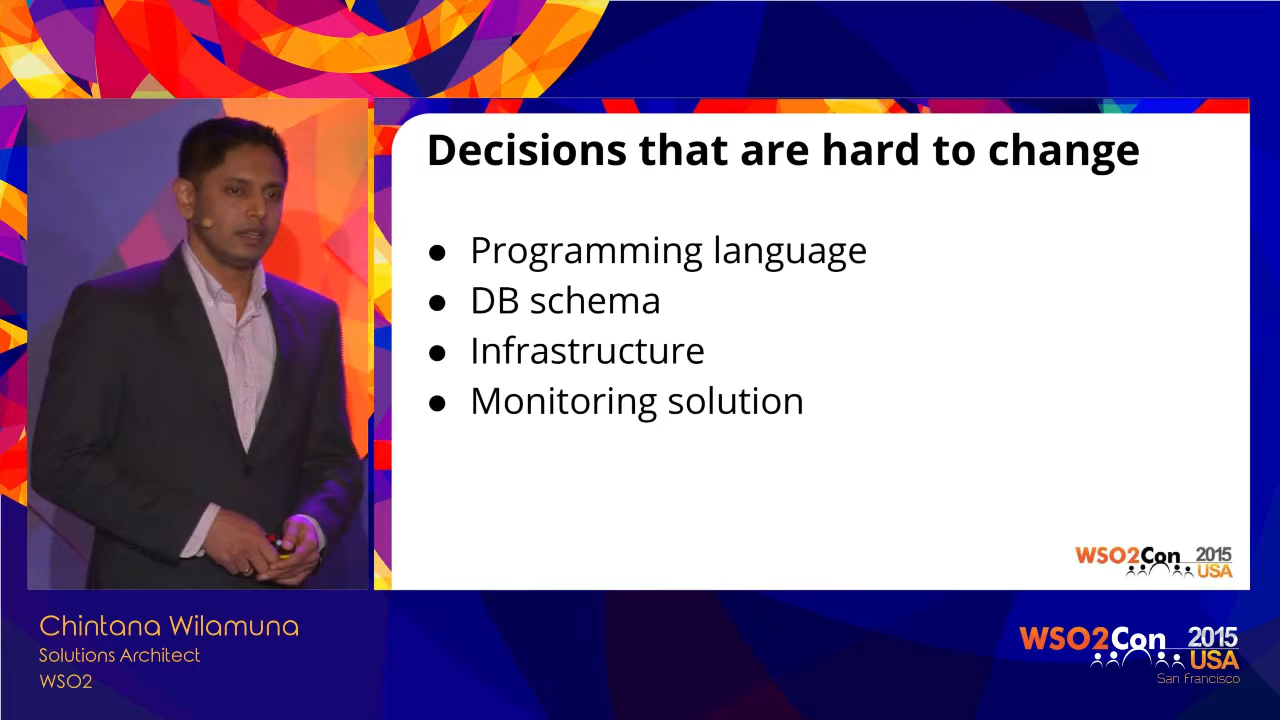 Decisions that are hard to change
● Programming language
● DB schema
● Infrastructure
● Monitoring solution
WSO2Con 2015
USA
Chintana Wilamuna
Solutions Architect
WSO2
WSO2Con 2015
USA
San Francisco